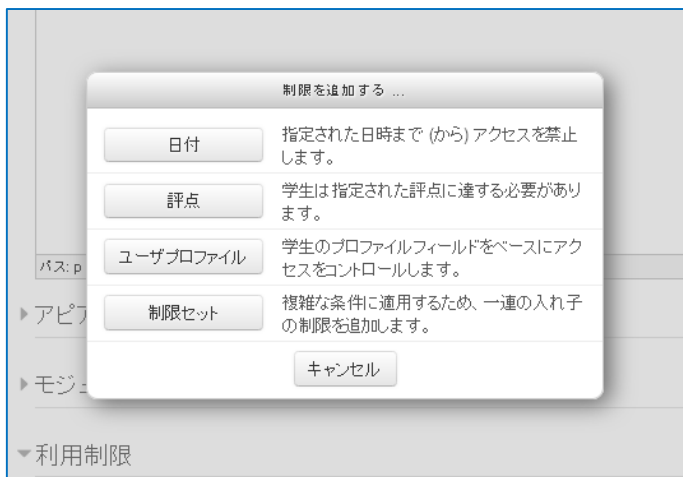 制限を追加する ...
日付
指定された日時まで (から) アクセスを禁止
します。
評点
学生は指定された評点に達する必要があり
ます。
ユーザプロファイル
学生のプロファイルフィールドをベースにアク
セスをコントロールします。
制限セット
複雑な条件に適用するため、一連の入れ子
の制限を追加します。
キャンセル
パス: p
アピア
モジュ
利用制限